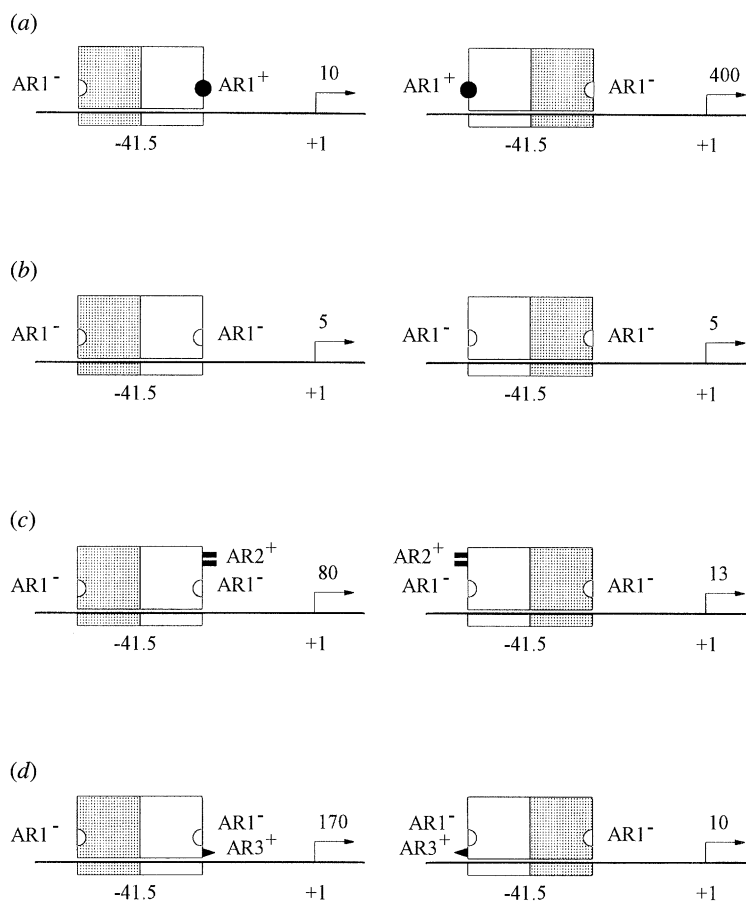 (a)
AR1⁻ AR1⁺ 10 AR1⁺ AR1⁻ 400
-41.5 +1 -41.5 +1
(b)
AR1⁻ AR1⁻ 5 AR1⁻ AR1⁻ 5
-41.5 +1 -41.5 +1
(c)
AR2⁺ AR2⁺
AR1⁻ AR1⁻ 80 AR1⁻ AR1⁻ 13
-41.5 +1 -41.5 +1
(d)
AR1⁻ AR1⁻ 170 AR1⁻ AR1⁻ 10
AR3⁺ AR3⁺
-41.5 +1 -41.5 +1